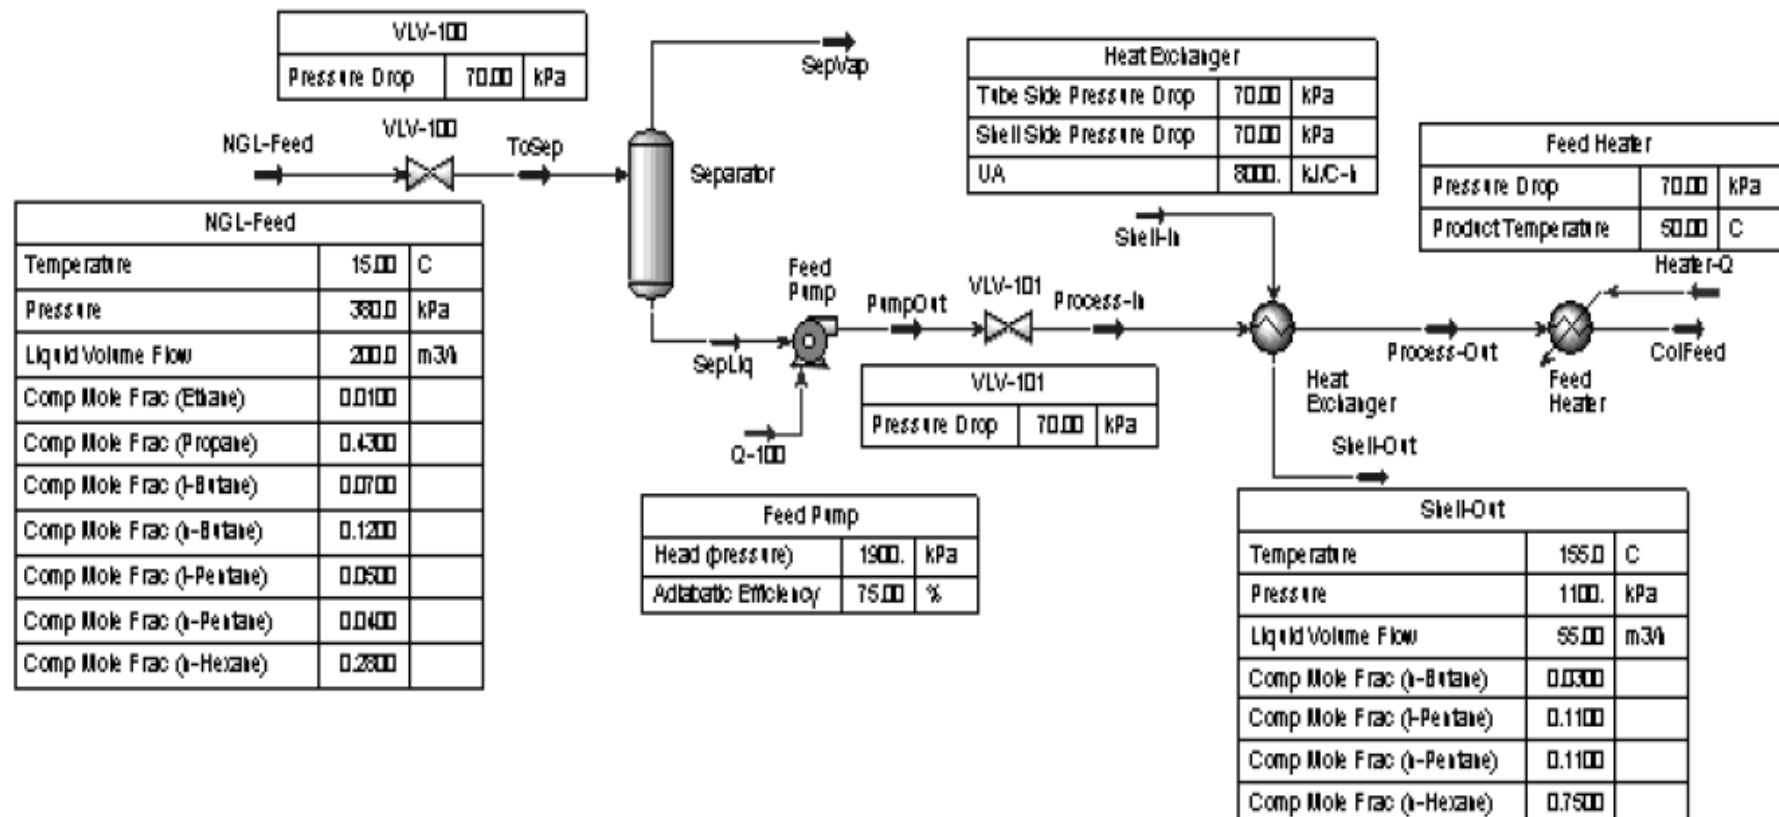 VLV-100
Pressure Drop 70.00 kPa
SepVap
Heat Exchanger
Tube Side Pressure Drop 70.00 kPa
Shell Side Pressure Drop 70.00 kPa
UA 8000. kJ/C-h
Feed Heater
Pressure Drop 70.00 kPa
Product Temperature 50.00 C
NGL-Feed
VLV-100
ToSep
Separator
Shell-In
Heater-Q
NGL-Feed
Temperature 15.00 C
Pressure 380.0 kPa
Liquid Volume Flow 200.0 m3/h
Comp Mole Frac (Ethane) 0.0100
Comp Mole Frac (Propane) 0.4300
Comp Mole Frac (i-Butane) 0.0700
Comp Mole Frac (n-Butane) 0.1200
Comp Mole Frac (i-Pentane) 0.0500
Comp Mole Frac (n-Pentane) 0.0400
Comp Mole Frac (n-Hexane) 0.2800
Feed
Pump
PumpOut
VLV-101
Process-In
SepLiq
Q-100
VLV-101
Pressure Drop 70.00 kPa
Process-Out
ColFeed
Heat
Exchanger
Feed
Heater
Shell-Out
Feed Pump
Head (pressure) 1900. kPa
Adiabatic Efficiency 75.00 %
Shell-Out
Temperature 155.0 C
Pressure 1100. kPa
Liquid Volume Flow 55.00 m3/h
Comp Mole Frac (n-Butane) 0.0300
Comp Mole Frac (i-Pentane) 0.1100
Comp Mole Frac (n-Pentane) 0.1100
Comp Mole Frac (n-Hexane) 0.7500